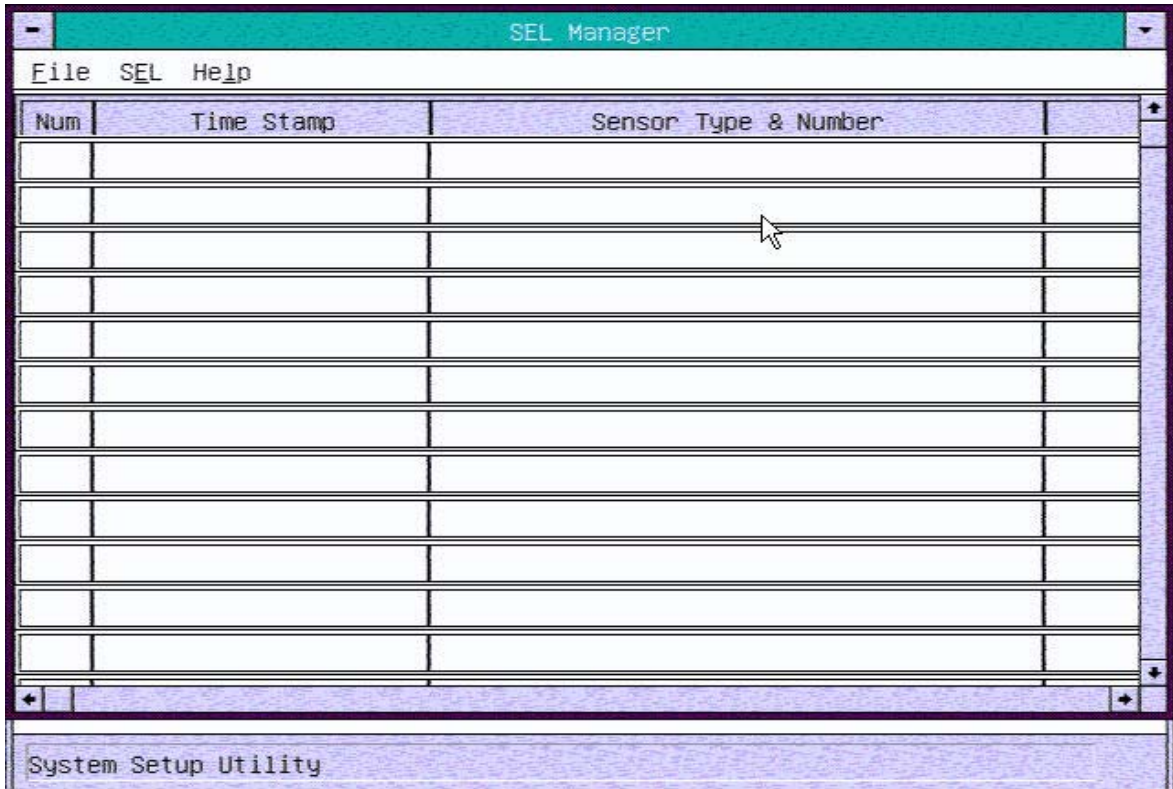 SEL Manager
File SEL Help
Num Time Stamp Sensor Type & Number
System Setup Utility